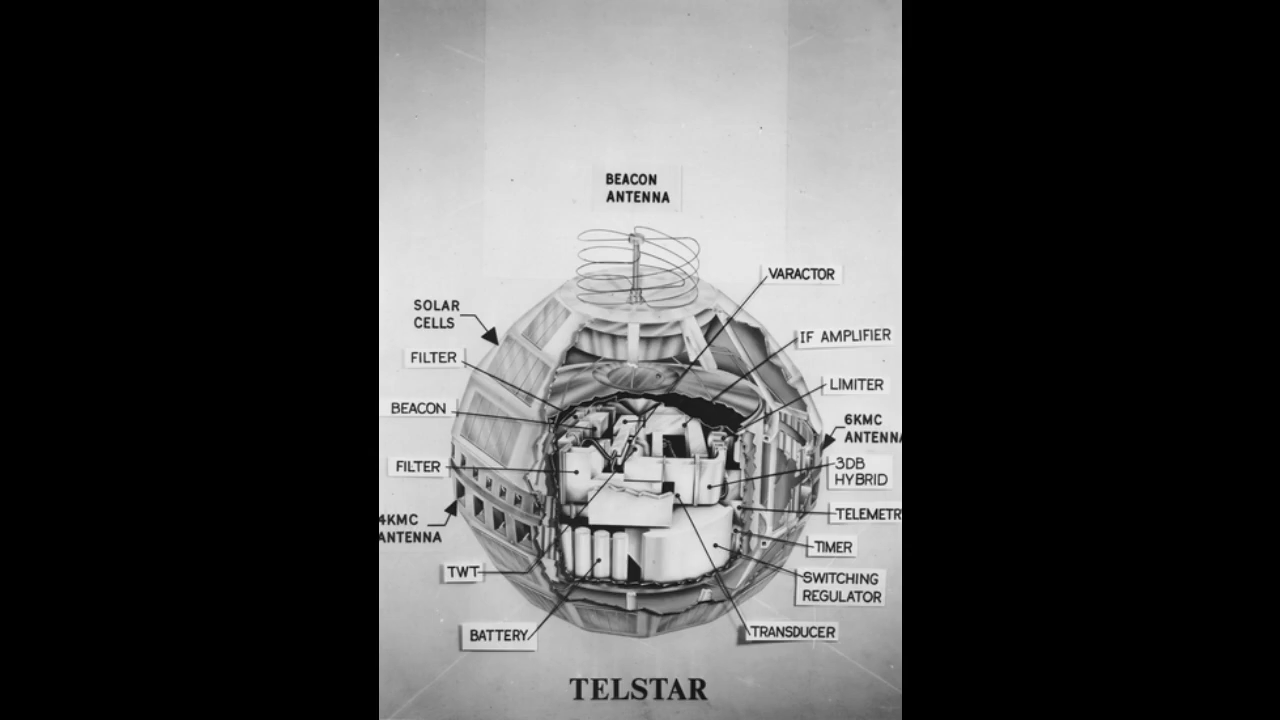 BEACON
ANTENNA
VARACTOR
SOLAR
CELLS
IF AMPLIFIER
FILTER
LIMITER
BEACON
6KMC
ANTENNA
FILTER
3DB
HYBRID
4KMC
ANTENNA
TELEMETR
TIMER
TWT
SWITCHING
REGULATOR
BATTERY
TRANSDUCER
TELSTAR